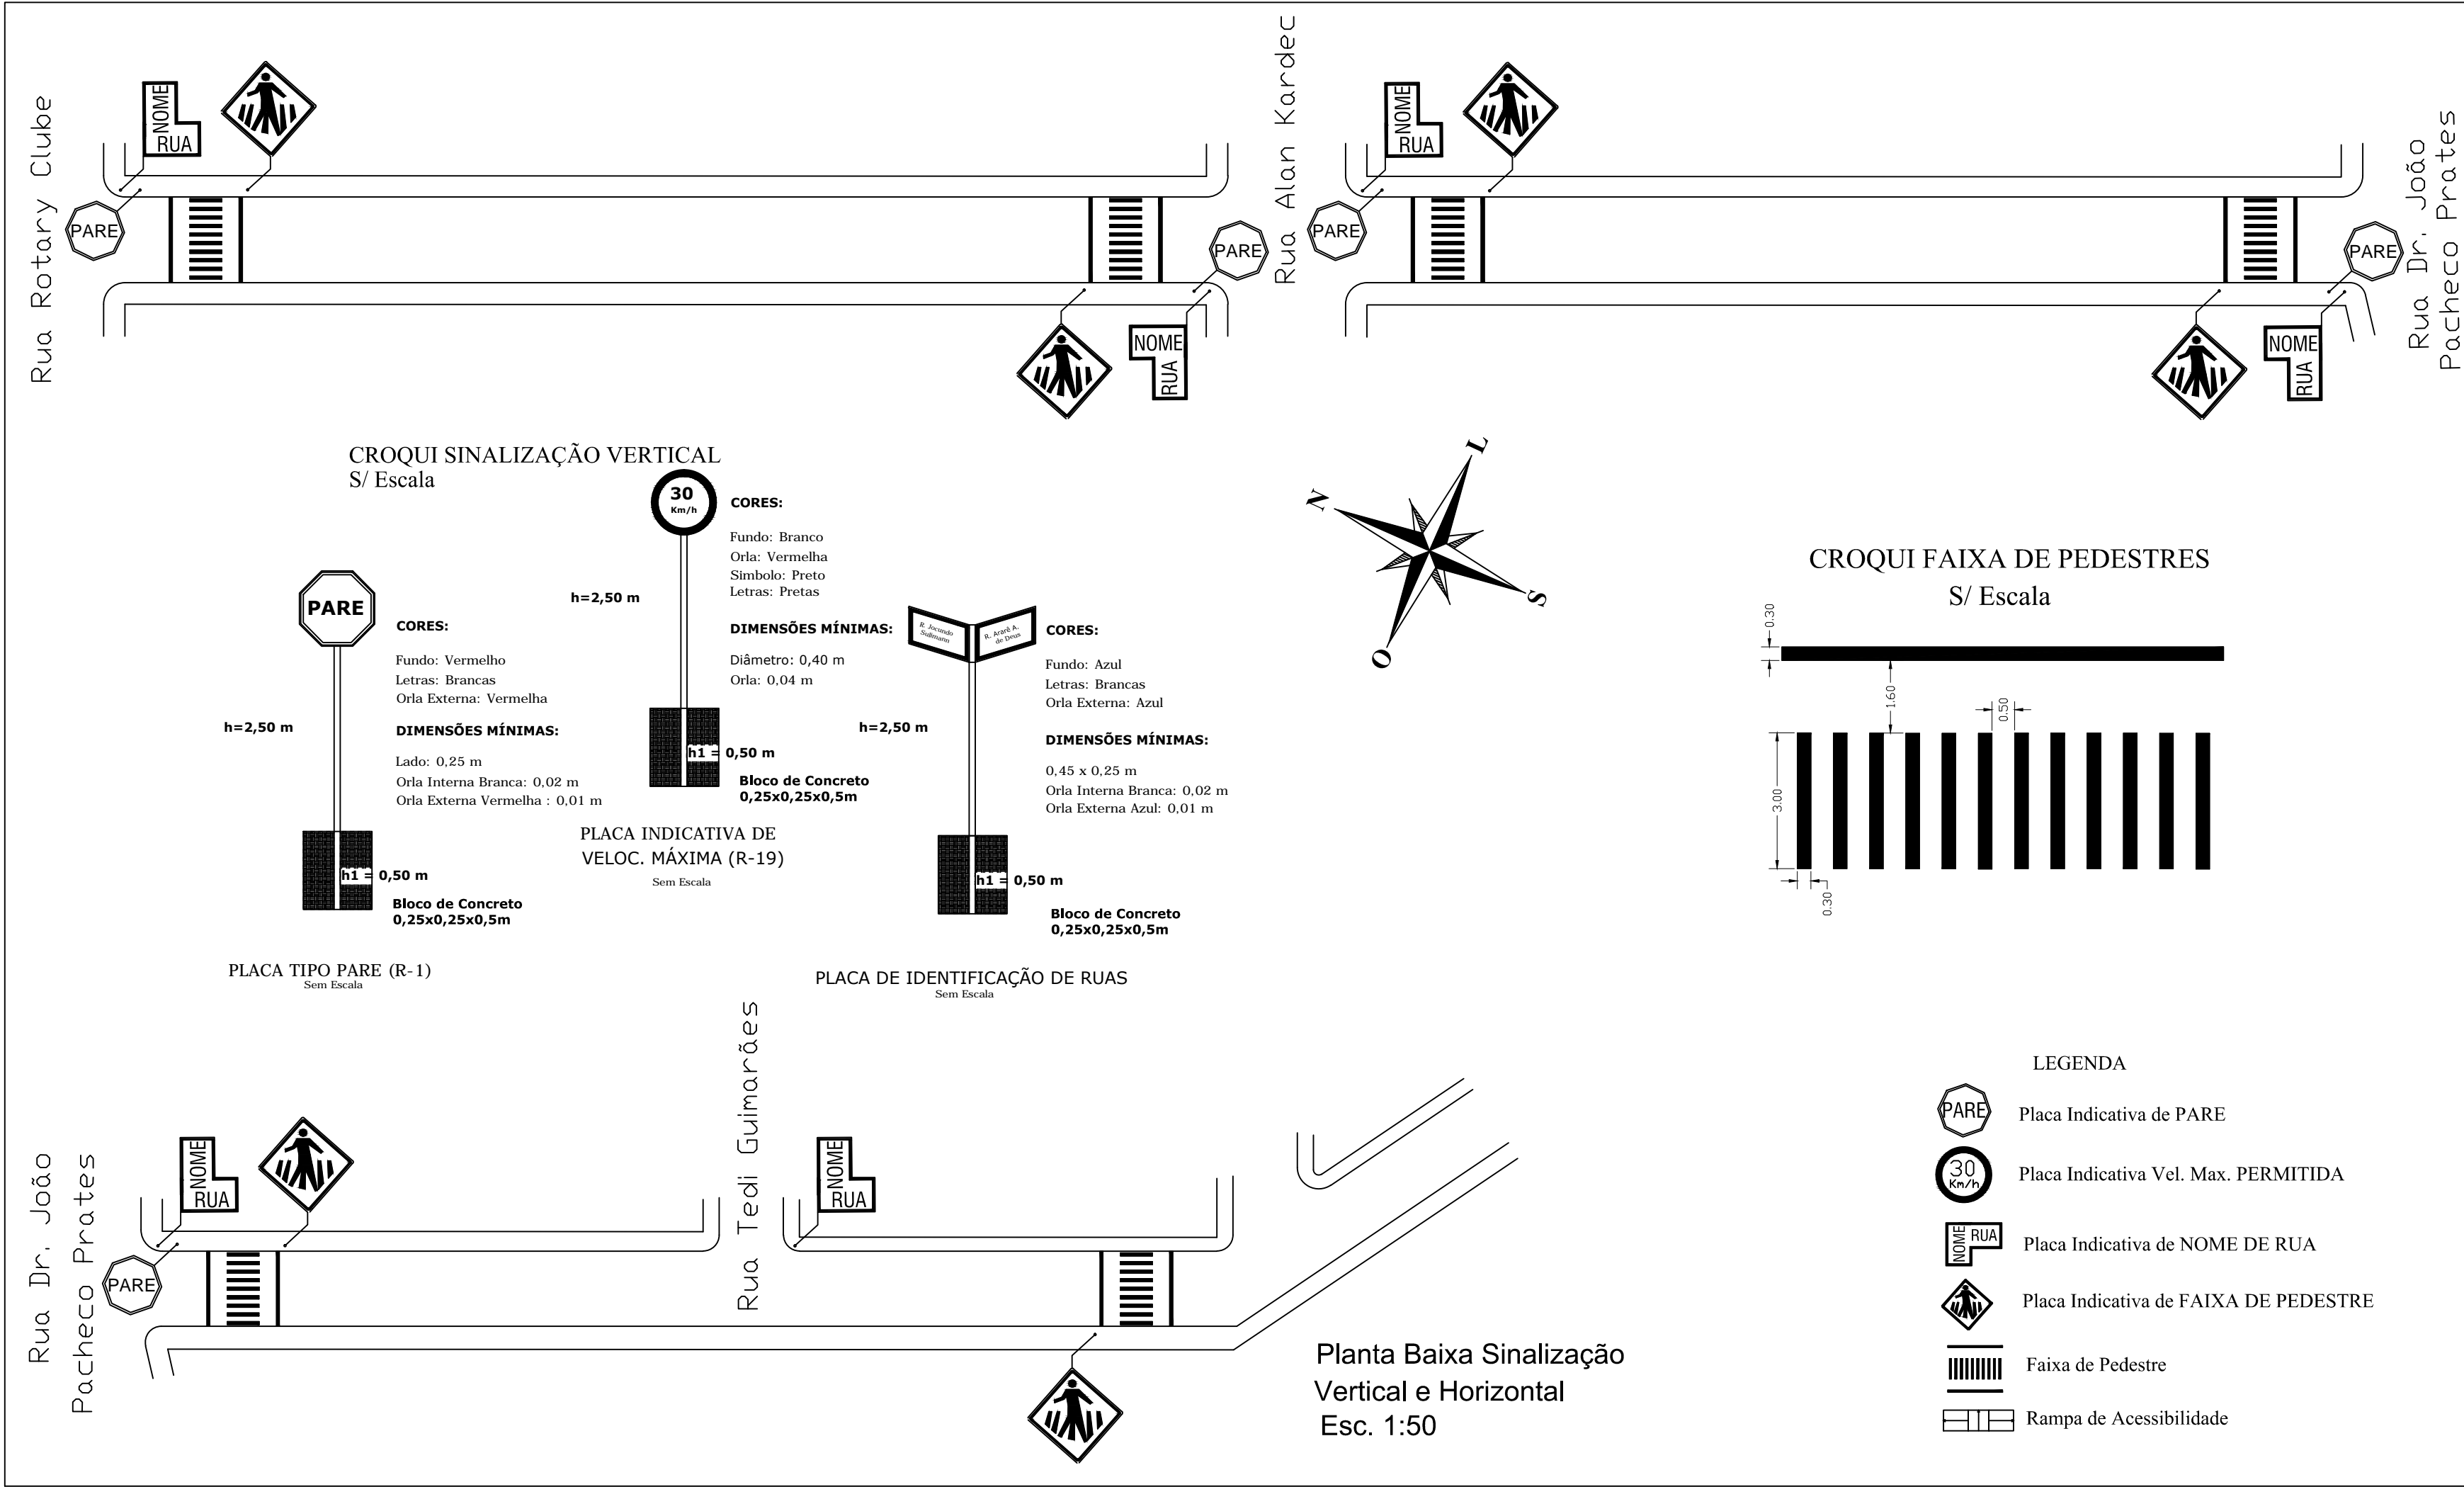 Rua Rotary Clube
NOME
RUA
PARE
PARE
NOME
RUA
Rua Alan Kardec
NOME
RUA
PARE
PARE
NOME
RUA
Rua Dr. João
Pacheco Prates
CROQUI SINALIZAÇÃO VERTICAL
S/ Escala
PARE
h=2,50 m
CORES:
Fundo: Vermelho
Letras: Brancas
Orla Externa: Vermelha
DIMENSÕES MÍNIMAS:
Lado: 0,25 m
Orla Interna Branca: 0,02 m
Orla Externa Vermelha : 0,01 m
h1 = 0,50 m
Bloco de Concreto
0,25x0,25x0,5m
PLACA TIPO PARE (R-1)
Sem Escala
30
Km/h
h=2,50 m
CORES:
Fundo: Branco
Orla: Vermelha
Simbolo: Preto
Letras: Pretas
DIMENSÕES MÍNIMAS:
Diâmetro: 0,40 m
Orla: 0,04 m
h1 = 0,50 m
Bloco de Concreto
0,25x0,25x0,5m
PLACA INDICATIVA DE
VELOC. MÁXIMA (R-19)
Sem Escala
R. Jocundo
Sulimann
R. Araré A.
de Deus
h=2,50 m
CORES:
Fundo: Azul
Letras: Brancas
Orla Externa: Azul
DIMENSÕES MÍNIMAS:
0,45 x 0,25 m
Orla Interna Branca: 0,02 m
Orla Externa Azul: 0,01 m
h1 = 0,50 m
Bloco de Concreto
0,25x0,25x0,5m
PLACA DE IDENTIFICAÇÃO DE RUAS
Sem Escala
N
L
S
O
CROQUI FAIXA DE PEDESTRES
S/ Escala
0.30
1.60
0.50
3.00
0.30
Rua Dr. João
Pacheco Prates
NOME
RUA
PARE
Rua Tedi Guimarães
NOME
RUA
Planta Baixa Sinalização
Vertical e Horizontal
Esc. 1:50
LEGENDA
PARE
Placa Indicativa de PARE
30
Km/h
Placa Indicativa Vel. Max. PERMITIDA
NOME
RUA
Placa Indicativa de NOME DE RUA
Placa Indicativa de FAIXA DE PEDESTRE
Faixa de Pedestre
Rampa de Acessibilidade